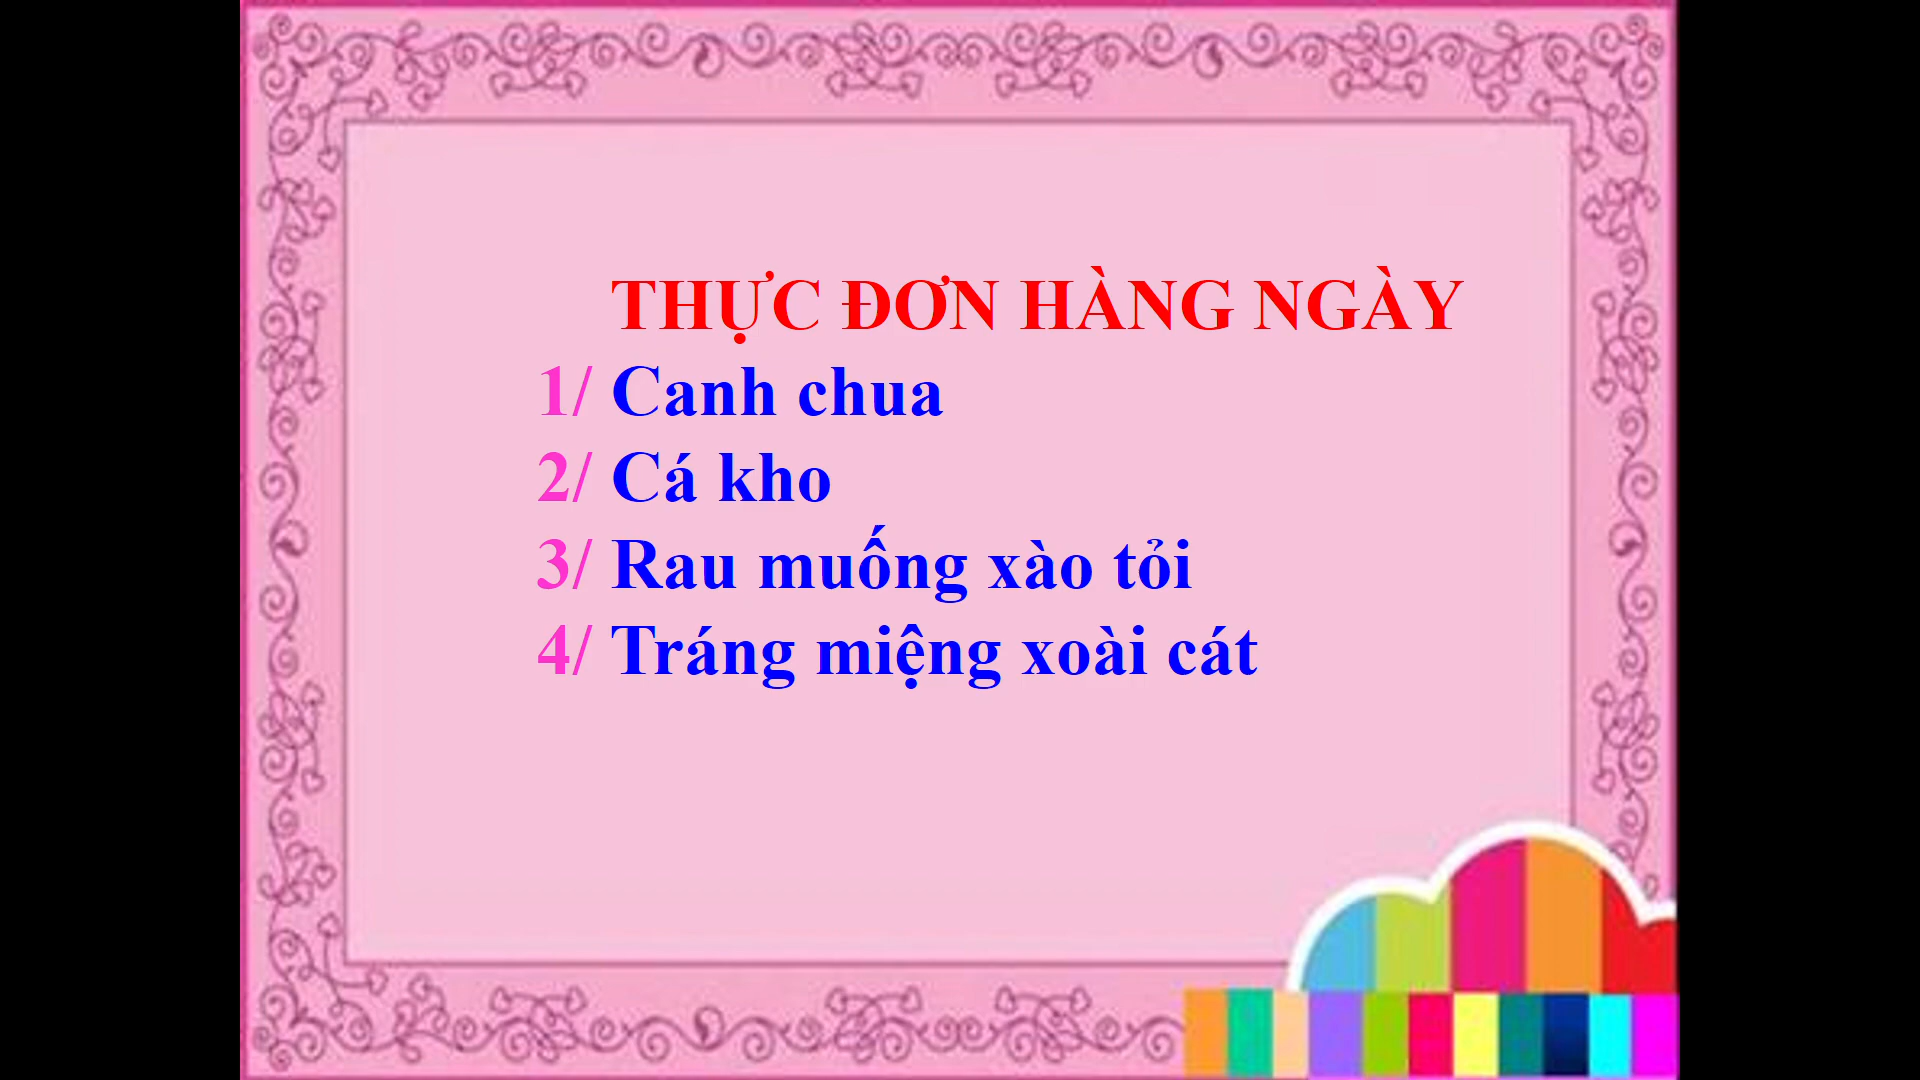 THỰC ĐƠN HÀNG NGÀY
1/ Canh chua
2/ Cá kho
3/ Rau muống xào tỏi
4/ Tráng miệng xoài cát